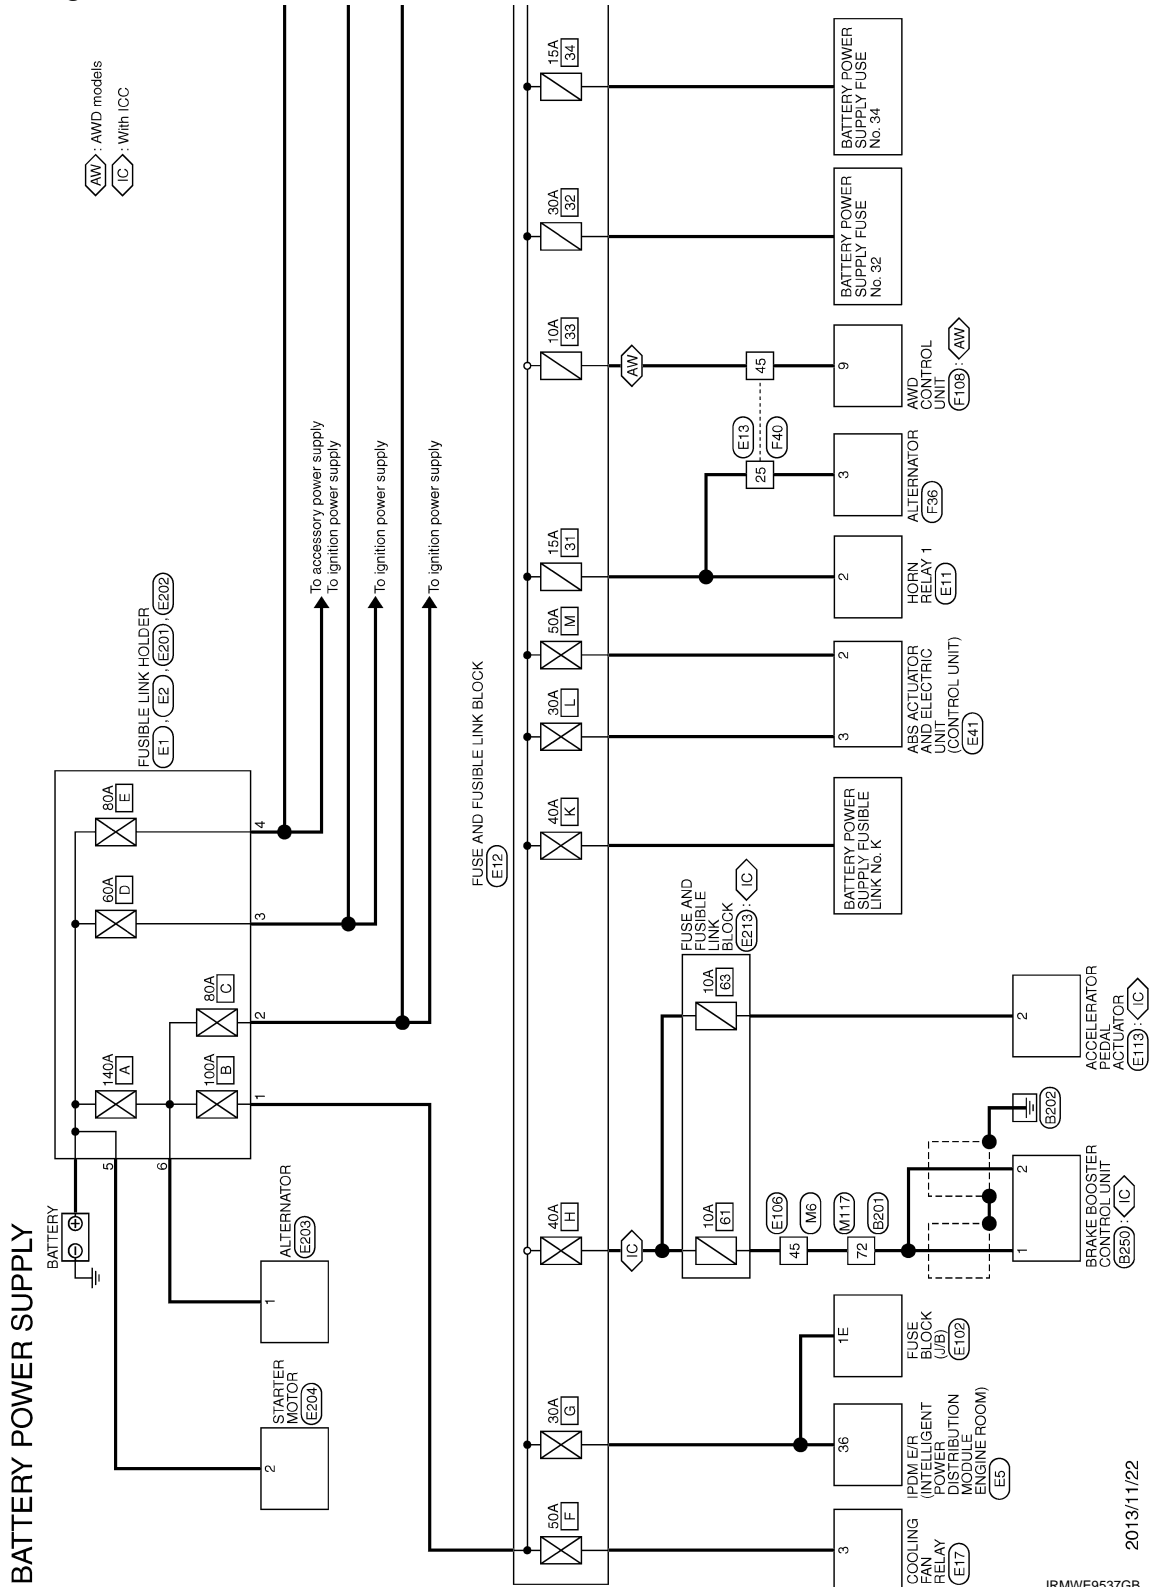 BATTERY POWER SUPPLY
AW : AWD models
IC : With ICC
BATTERY
FUSIBLE LINK HOLDER
E1 , E2 , E201 , E202
140A
A
100A
B
80A
C
60A
D
80A
E
5
6
1
2
3
4
STARTER
MOTOR
E204
2
ALTERNATOR
E203
1
To accessory power supply
To ignition power supply
To ignition power supply
To ignition power supply
FUSE AND FUSIBLE LINK BLOCK
E12
50A
F
30A
G
40A
H
40A
K
30A
L
50A
M
15A
31
10A
33
30A
32
15A
34
IC
AW
FUSE AND
FUSIBLE
LINK
BLOCK
E213 : IC
10A
61
10A
63
45
E106
M6
72
M117
B201
25
E13
F40
45
3
COOLING
FAN
RELAY
E17
36
IPDM E/R
(INTELLIGENT
POWER
DISTRIBUTION
MODULE
ENGINE ROOM)
E5
1E
FUSE
BLOCK
(J/B)
E102
1
2
BRAKE BOOSTER
CONTROL UNIT
B250 : IC
B202
2
ACCELERATOR
PEDAL
ACTUATOR
E113 : IC
BATTERY POWER
SUPPLY FUSIBLE
LINK No. K
3
2
ABS ACTUATOR
AND ELECTRIC
UNIT
(CONTROL UNIT)
E41
2
HORN
RELAY 1
E11
3
ALTERNATOR
F36
9
AWD
CONTROL
UNIT
F108 : AW
BATTERY POWER
SUPPLY FUSE
No. 32
BATTERY POWER
SUPPLY FUSE
No. 34
2013/11/22
JRMWF9537GB